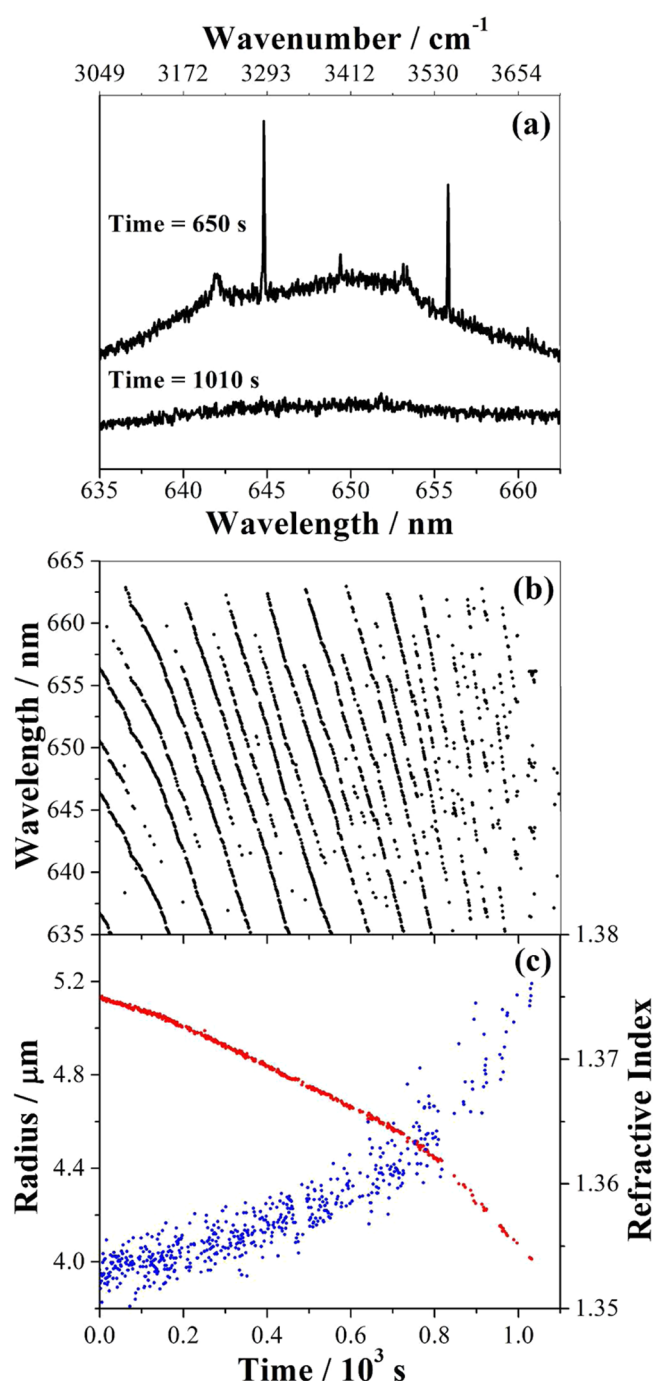 Wavenumber / cm-1
3049 3172 3293 3412 3530 3654
(a)
Time = 650 s
Time = 1010 s
635 640 645 650 655 660
Wavelength / nm
665
(b)
660
655
650
645
640
635
Wavelength / nm
1.38
(c)
5.2
1.37
4.8
4.4
1.36
4.0
1.35
Radius / μm
Refractive Index
0.0 0.2 0.4 0.6 0.8 1.0
Time / 10³ s